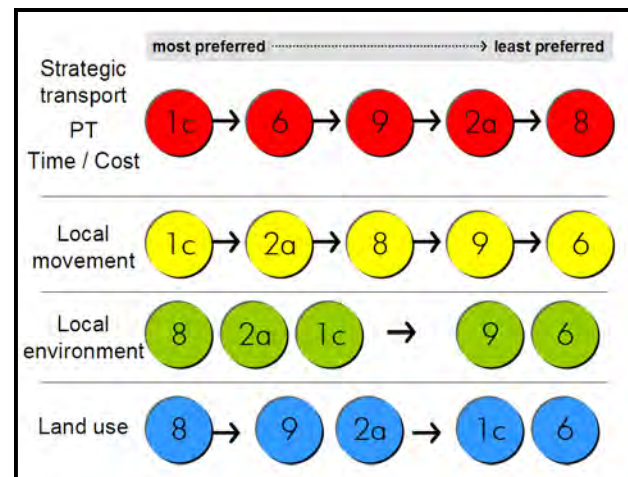 most preferred least preferred
Strategic
transport
PT
Time / Cost
1c 6 9 2a 8
Local
movement
1c 2a 8 9 6
Local
environment
8 2a 1c 9 6
Land use
8 9 2a 1c 6